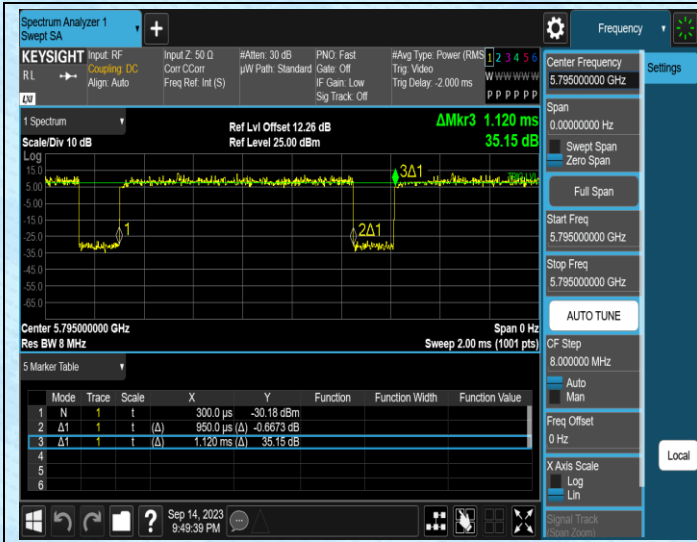 Spectrum Analyzer 1
Swept SA
Frequency
KEYSIGHT
RL
LXI
Input: RF
Coupling: DC
Align: Auto
Input Z: 50 Ω
Corr CCorr
Freq Ref: Int (S)
#Atten: 30 dB
µW Path: Standard
PNO: Fast
Gate: Off
IF Gain: Low
Sig Track: Off
#Avg Type: Power (RMS
Trig: Video
Trig Delay: -2.000 ms
1 2 3 4 5 6
W W W W W W
P P P P P P
1 Spectrum
Scale/Div 10 dB
Ref Lvl Offset 12.26 dB
Ref Level 25.00 dBm
ΔMkr3 1.120 ms
35.15 dB
Log
15.0
5.00
-5.00
-15.0
-25.0
-35.0
-45.0
-55.0
-65.0
1
2Δ1
3Δ1
Center 5.795000000 GHz
Res BW 8 MHz
Span 0 Hz
Sweep 2.00 ms (1001 pts)
5 Marker Table
Mode Trace Scale X Y Function Function Width Function Value
1 N 1 t 300.0 µs -30.18 dBm
2 Δ1 1 t (Δ) 950.0 µs (Δ) -0.6673 dB
3 Δ1 1 t (Δ) 1.120 ms (Δ) 35.15 dB
4
5
6
?
Sep 14, 2023
9:49:39 PM
Center Frequency
5.795000000 GHz
Span
0.00000000 Hz
Swept Span
Zero Span
Full Span
Start Freq
5.795000000 GHz
Stop Freq
5.795000000 GHz
AUTO TUNE
CF Step
8.000000 MHz
Auto
Man
Freq Offset
0 Hz
X Axis Scale
Log
Lin
Signal Track
(Span Zoom)
Settings
Local